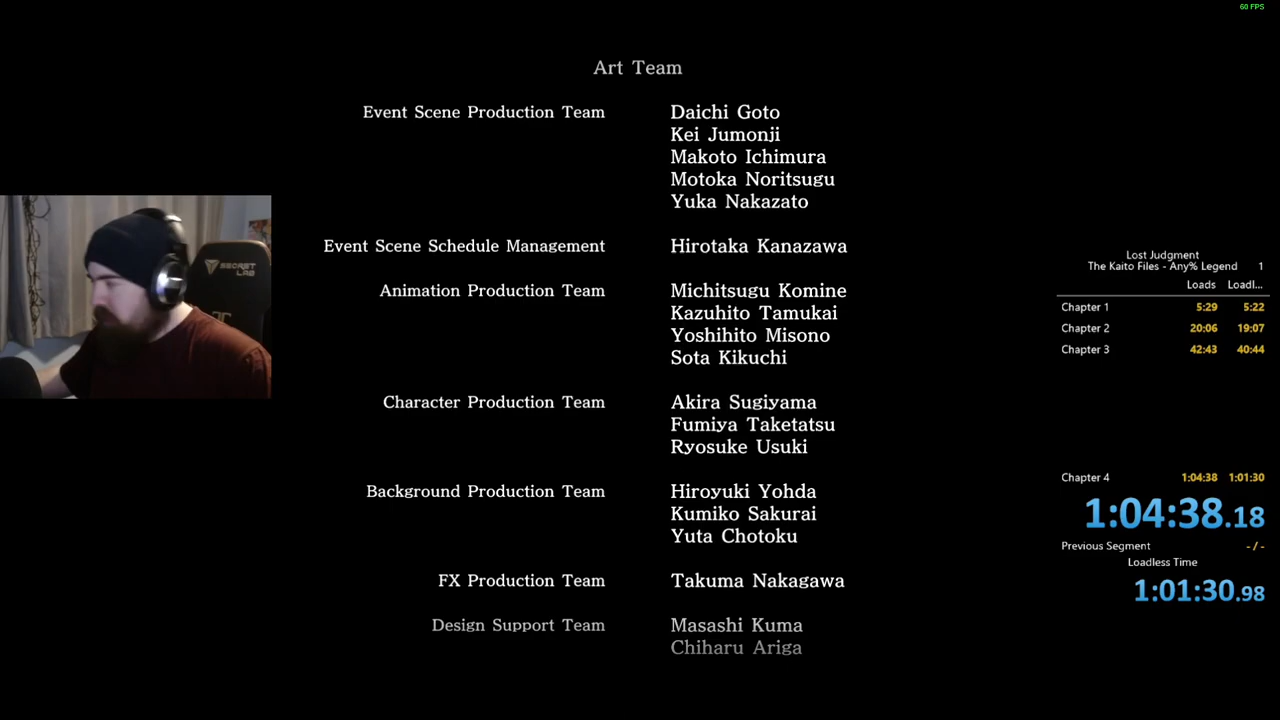 60 FPS
Art Team
Event Scene Production Team Daichi Goto
Kei Jumonji
Makoto Ichimura
Motoka Noritsugu
Yuka Nakazato
Event Scene Schedule Management Hirotaka Kanazawa
Animation Production Team Michitsugu Komine
Kazuhito Tamukai
Yoshihito Misono
Sota Kikuchi
Character Production Team Akira Sugiyama
Fumiya Taketatsu
Ryosuke Usuki
Background Production Team Hiroyuki Yohda
Kumiko Sakurai
Yuta Chotoku
FX Production Team Takuma Nakagawa
Design Support Team Masashi Kuma
Chiharu Ariga
SECRET
LAB
Lost Judgment
The Kaito Files - Any% Legend 1
Loads Loadl...
Chapter 1 5:29 5:22
Chapter 2 20:06 19:07
Chapter 3 42:43 40:44
Chapter 4 1:04:38 1:01:30
1:04:38.18
Previous Segment - / -
Loadless Time
1:01:30.98